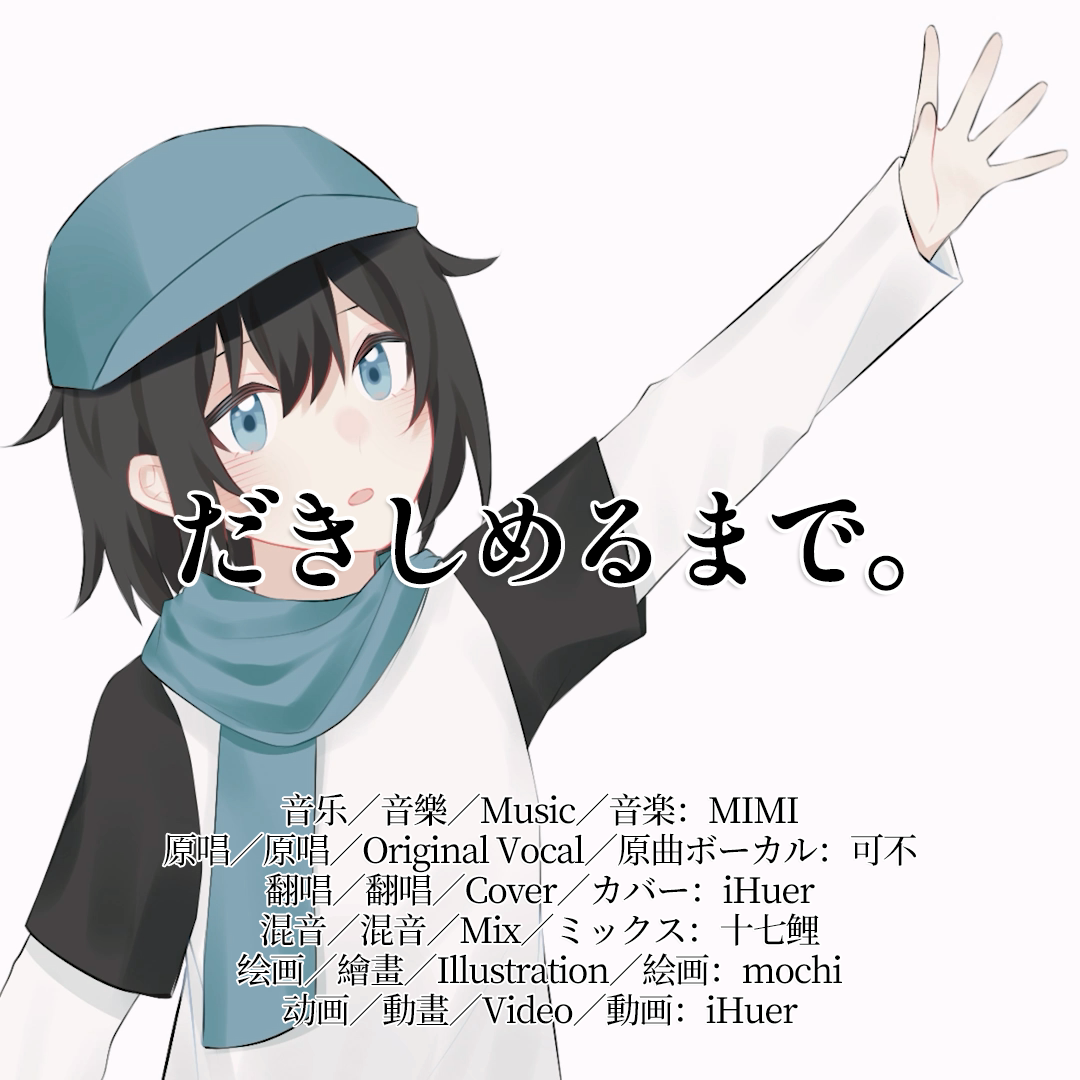 だきしめるまで。
音乐／音樂／Music／音楽：MIMI
原唱／原唱／Original Vocal／原曲ボーカル：可不
翻唱／翻唱／Cover／カバー：iHuer
混音／混音／Mix／ミックス：十七鲤
绘画／繪畫／Illustration／絵画：mochi
动画／動畫／Video／動画：iHuer